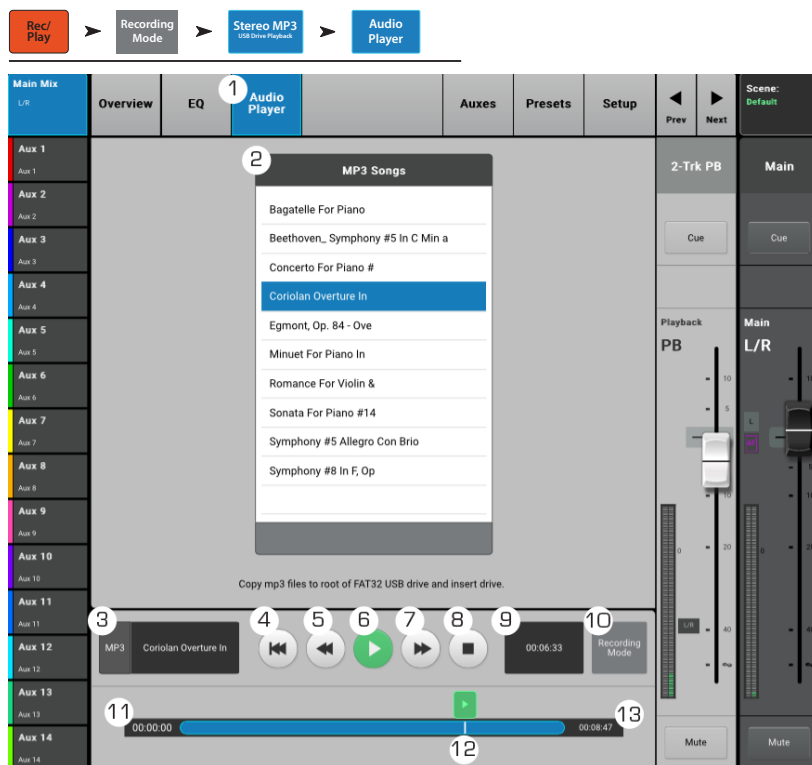 Rec/
Play
Recording
Mode
Stereo MP3
USB Drive Playback
Audio
Player
Main Mix
L/R
Overview
EQ
1
Audio
Player
Auxes
Presets
Setup
Prev
Next
Scene:
Default
Aux 1
Aux 1
Aux 2
Aux 2
Aux 3
Aux 3
Aux 4
Aux 4
Aux 5
Aux 5
Aux 6
Aux 6
Aux 7
Aux 7
Aux 8
Aux 8
Aux 9
Aux 9
Aux 10
Aux 10
Aux 11
Aux 11
Aux 12
Aux 12
Aux 13
Aux 13
Aux 14
Aux 14
2
MP3 Songs
Bagatelle For Piano
Beethoven_ Symphony #5 In C Min a
Concerto For Piano #
Coriolan Overture In
Egmont, Op. 84 - Ove
Minuet For Piano In
Romance For Violin &
Sonata For Piano #14
Symphony #5 Allegro Con Brio
Symphony #8 In F, Op
Copy mp3 files to root of FAT32 USB drive and insert drive.
3
MP3
Coriolan Overture In
4
5
6
7
8
9
00:06:33
10
Recording
Mode
11
00:00:00
12
00:08:47
13
2-Trk PB
Cue
Playback
PB
10
5
10
0
20
L/R
40
∞
Mute
Main
Cue
Main
L/R
L
0
Mute